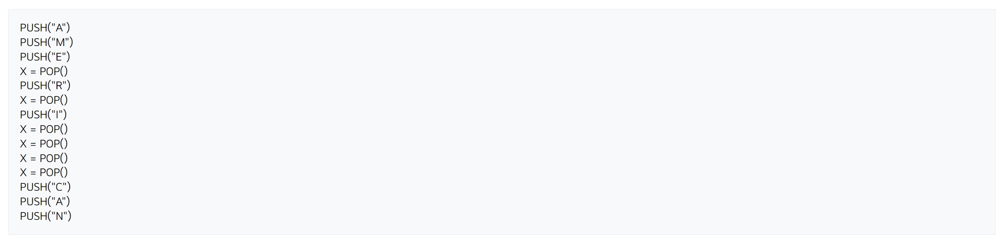 PUSH("A")
PUSH("M")
PUSH("E")
X = POP()
PUSH("R")
X = POP()
PUSH("I")
X = POP()
X = POP()
X = POP()
X = POP()
PUSH("C")
PUSH("A")
PUSH("N")